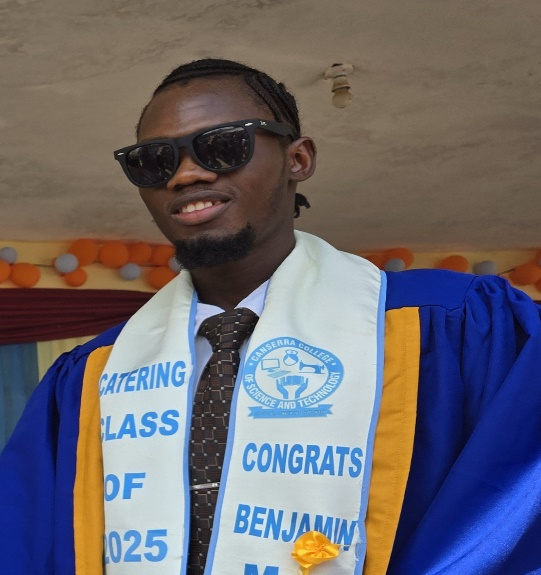 CATERING
CLASS
OF
2025
CANSERRA COLLEGE
OF SCIENCE AND TECHNOLOGY
CONGRATS
BENJAMIN